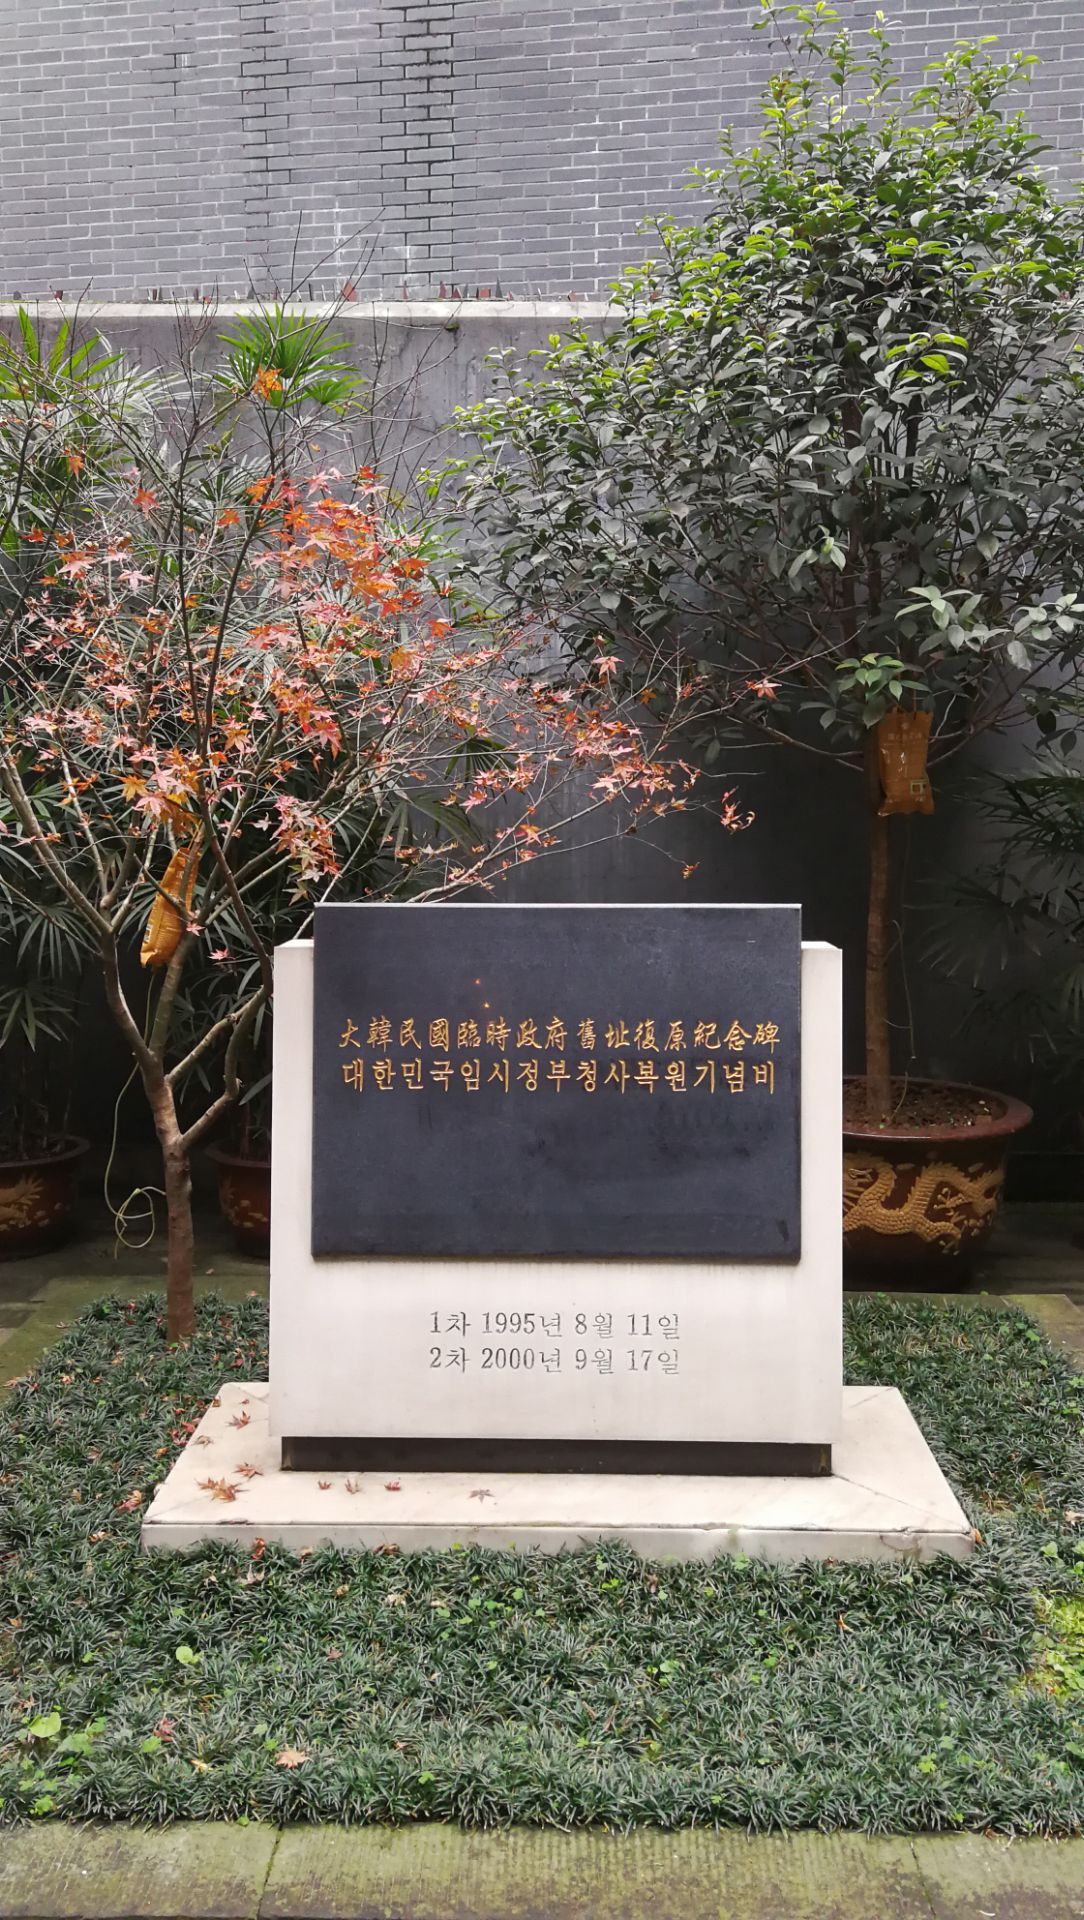 大韓民國臨時政府舊址復原紀念碑
대한민국임시정부청사복원기념비
1차 1995년 8월 11일
2차 2000년 9월 17일